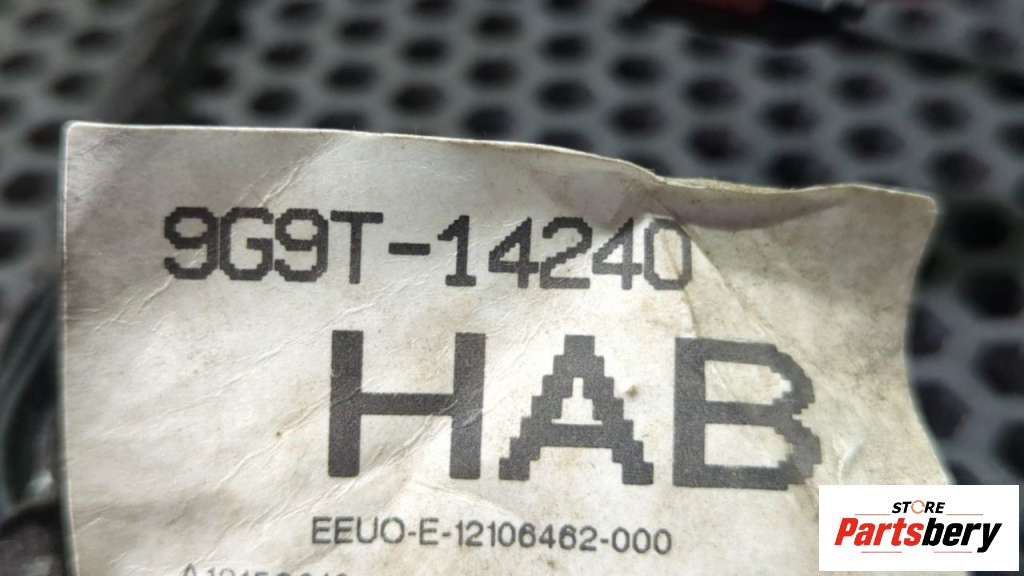 9G9T-14240
HAB
EEUO-E-12106462-000
STORE
Partsbery